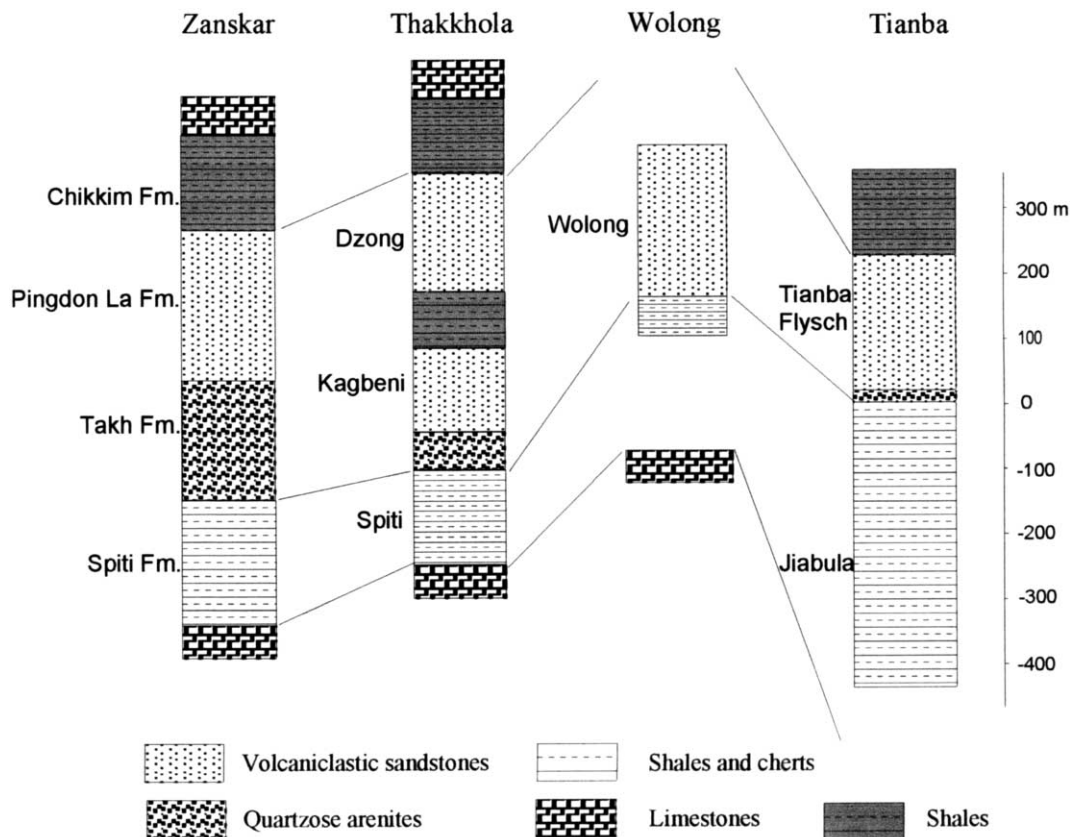 Zanskar
Thakkhola
Wolong
Tianba
Chikkim Fm.
Pingdon La Fm.
Takh Fm.
Spiti Fm.
Dzong
Kagbeni
Spiti
Wolong
Tianba
Flysch
Jiabula
300 m
200
100
0
-100
-200
-300
-400
Volcaniclastic sandstones
Shales and cherts
Quartzose arenites
Limestones
Shales